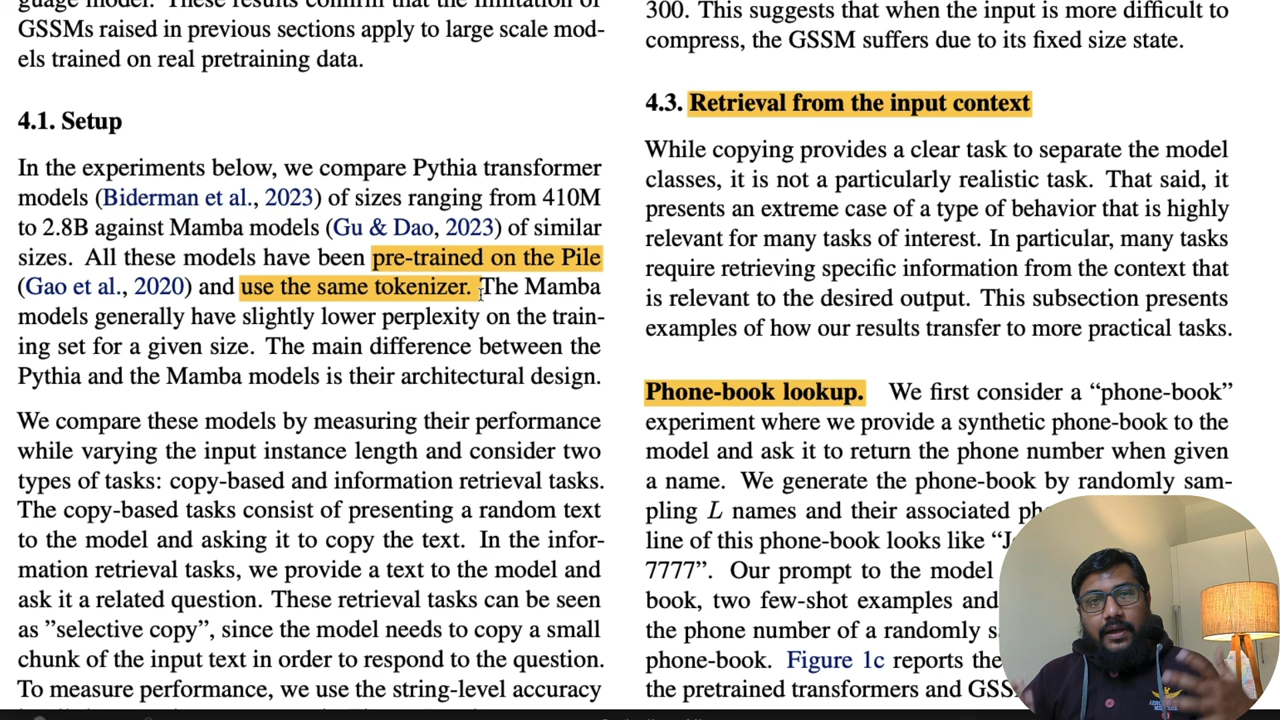 guage model. These results confirm that the limitation of
GSSMs raised in previous sections apply to large scale mod-
els trained on real pretraining data.
4.1. Setup
In the experiments below, we compare Pythia transformer
models (Biderman et al., 2023) of sizes ranging from 410M
to 2.8B against Mamba models (Gu & Dao, 2023) of similar
sizes. All these models have been pre-trained on the Pile
(Gao et al., 2020) and use the same tokenizer. The Mamba
models generally have slightly lower perplexity on the train-
ing set for a given size. The main difference between the
Pythia and the Mamba models is their architectural design.
We compare these models by measuring their performance
while varying the input instance length and consider two
types of tasks: copy-based and information retrieval tasks.
The copy-based tasks consist of presenting a random text
to the model and asking it to copy the text. In the infor-
mation retrieval tasks, we provide a text to the model and
ask it a related question. These retrieval tasks can be seen
as ”selective copy”, since the model needs to copy a small
chunk of the input text in order to respond to the question.
To measure performance, we use the string-level accuracy
300. This suggests that when the input is more difficult to
compress, the GSSM suffers due to its fixed size state.
4.3. Retrieval from the input context
While copying provides a clear task to separate the model
classes, it is not a particularly realistic task. That said, it
presents an extreme case of a type of behavior that is highly
relevant for many tasks of interest. In particular, many tasks
require retrieving specific information from the context that
is relevant to the desired output. This subsection presents
examples of how our results transfer to more practical tasks.
Phone-book lookup. We first consider a “phone-book”
experiment where we provide a synthetic phone-book to the
model and ask it to return the phone number when given
a name. We generate the phone-book by randomly sam-
pling L names and their associated ph
line of this phone-book looks like “J
7777”. Our prompt to the model
book, two few-shot examples and
the phone number of a randomly s
phone-book. Figure 1c reports the
the pretrained transformers and GSS